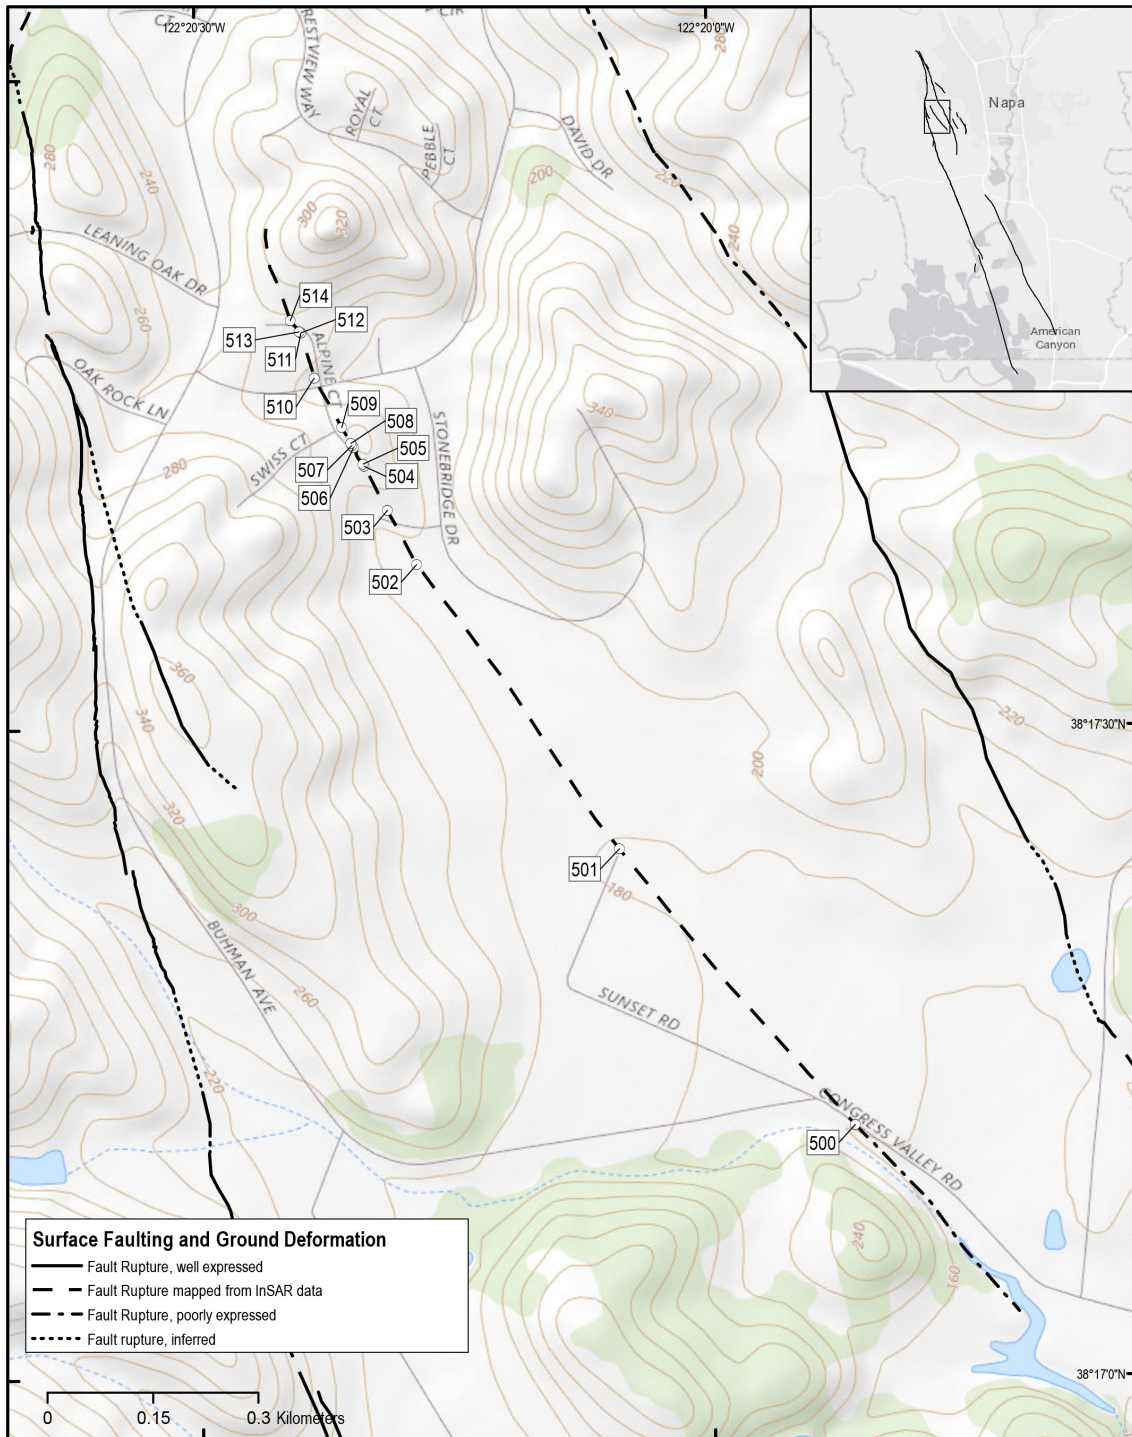 CT
CIR
122°20'30"W
122°20'0"W
RESTVIEW WAY
280
ROYAL
CT
PEBBLE
CT
DAVID DR
Napa
280
240
200
220
300
320
240
LEANING OAK DR
260
514
512
513
511
ALPINE CT
American
Canyon
OAK ROCK LN
510
509
508
340
STONEBRIDGE DR
SWISS CT
280
507
505
504
506
503
502
360
340
220
38°17'30"N
200
320
501
180
300
BUHMAN AVE
260
SUNSET RD
220
CONGRESS VALLEY RD
500
240
160
Surface Faulting and Ground Deformation
Fault Rupture, well expressed
Fault Rupture mapped from InSAR data
Fault Rupture, poorly expressed
Fault rupture, inferred
38°17'0"N
0
0.15
0.3 Kilometers